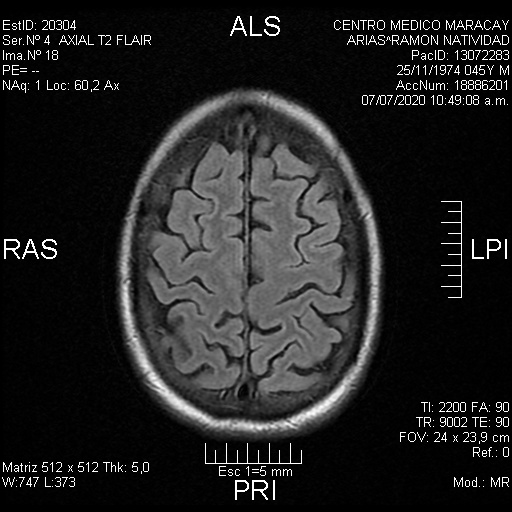 EstID: 20304
Ser.Nº 4 AXIAL T2 FLAIR
Ima.Nº 18
PE= --
NAq: 1 Loc: 60,2 Ax
ALS
CENTRO MEDICO MARACAY
ARIAS^RAMON NATIVIDAD
PacID: 13072283
25/11/1974 045Y M
AccNum: 18886201
07/07/2020 10:49:08 a.m.
RAS
LPI
TI: 2200 FA: 90
TR: 9002 TE: 90
FOV: 24 x 23,9 cm
Ref.: 0
Matriz 512 x 512 Thk: 5,0
W:747 L:373
Esc 1=5 mm
PRI
Mod.: MR